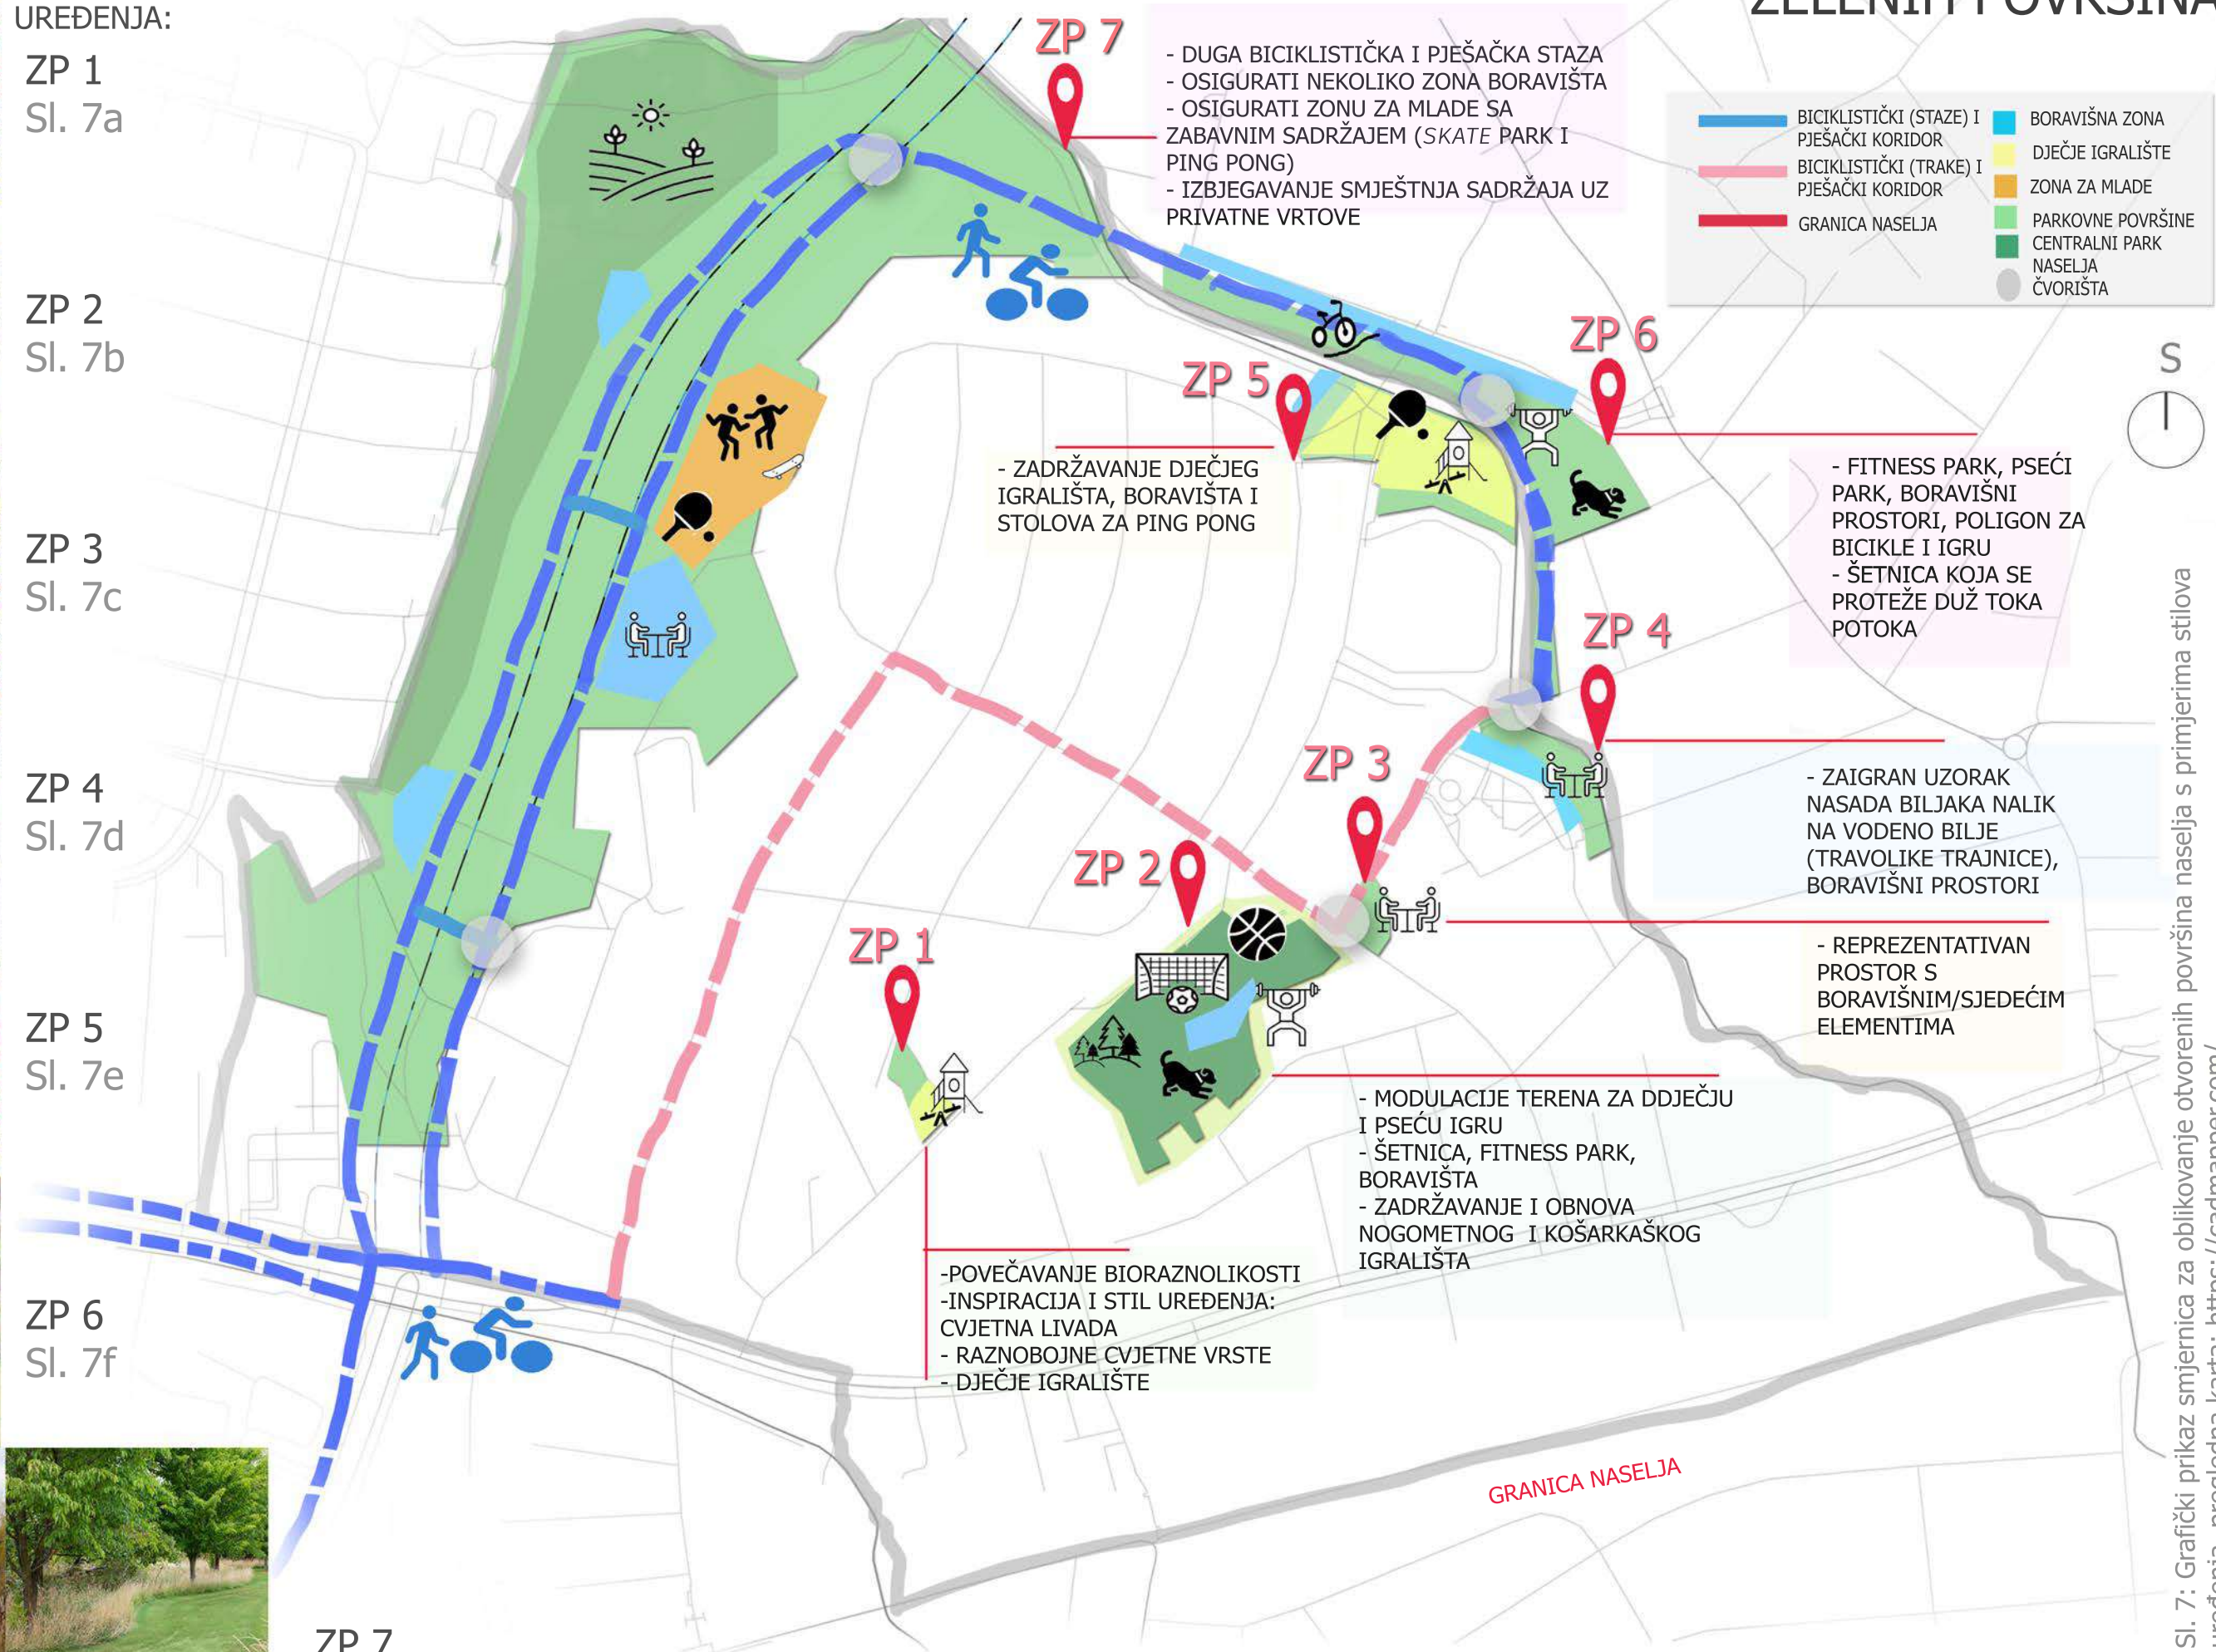 UREĐENJA:
ZP 1
Sl. 7a
ZP 2
Sl. 7b
ZP 3
Sl. 7c
ZP 4
Sl. 7d
ZP 5
Sl. 7e
ZP 6
Sl. 7f
ZP 7
ZELENIH POVRŠINA
ZP 7
- DUGA BICIKLISTIČKA I PJEŠAČKA STAZA
- OSIGURATI NEKOLIKO ZONA BORAVIŠTA
- OSIGURATI ZONU ZA MLADE SA
ZABAVNIM SADRŽAJEM (SKATE PARK I
PING PONG)
- IZBJEGAVANJE SMJEŠTNJA SADRŽAJA UZ
PRIVATNE VRTOVE
BICIKLISTIČKI (STAZE) I
PJEŠAČKI KORIDOR
BICIKLISTIČKI (TRAKE) I
PJEŠAČKI KORIDOR
GRANICA NASELJA
BORAVIŠNA ZONA
DJEČJE IGRALIŠTE
ZONA ZA MLADE
PARKOVNE POVRŠINE
CENTRALNI PARK
NASELJA
ČVORIŠTA
S
ZP 6
- FITNESS PARK, PSEĆI
PARK, BORAVIŠNI
PROSTORI, POLIGON ZA
BICIKLE I IGRU
- ŠETNICA KOJA SE
PROTEŽE DUŽ TOKA
POTOKA
ZP 5
- ZADRŽAVANJE DJEČJEG
IGRALIŠTA, BORAVIŠTA I
STOLOVA ZA PING PONG
ZP 4
- ZAIGRAN UZORAK
NASADA BILJAKA NALIK
NA VODENO BILJE
(TRAVOLIKE TRAJNICE),
BORAVIŠNI PROSTORI
ZP 3
- REPREZENTATIVAN
PROSTOR S
BORAVIŠNIM/SJEDEĆIM
ELEMENTIMA
ZP 2
- MODULACIJE TERENA ZA DDJEČJU
I PSEĆU IGRU
- ŠETNICA, FITNESS PARK,
BORAVIŠTA
- ZADRŽAVANJE I OBNOVA
NOGOMETNOG I KOŠARKAŠKOG
IGRALIŠTA
ZP 1
-POVEČAVANJE BIORAZNOLIKOSTI
-INSPIRACIJA I STIL UREĐENJA:
CVJETNA LIVADA
- RAZNOBOJNE CVJETNE VRSTE
- DJEČJE IGRALIŠTE
GRANICA NASELJA
Sl. 7: Grafički prikaz smjernica za oblikovanje otvorenih površina naselja s primjerima stilova
uređenja, pregledna karta: https://cadmapper.com/